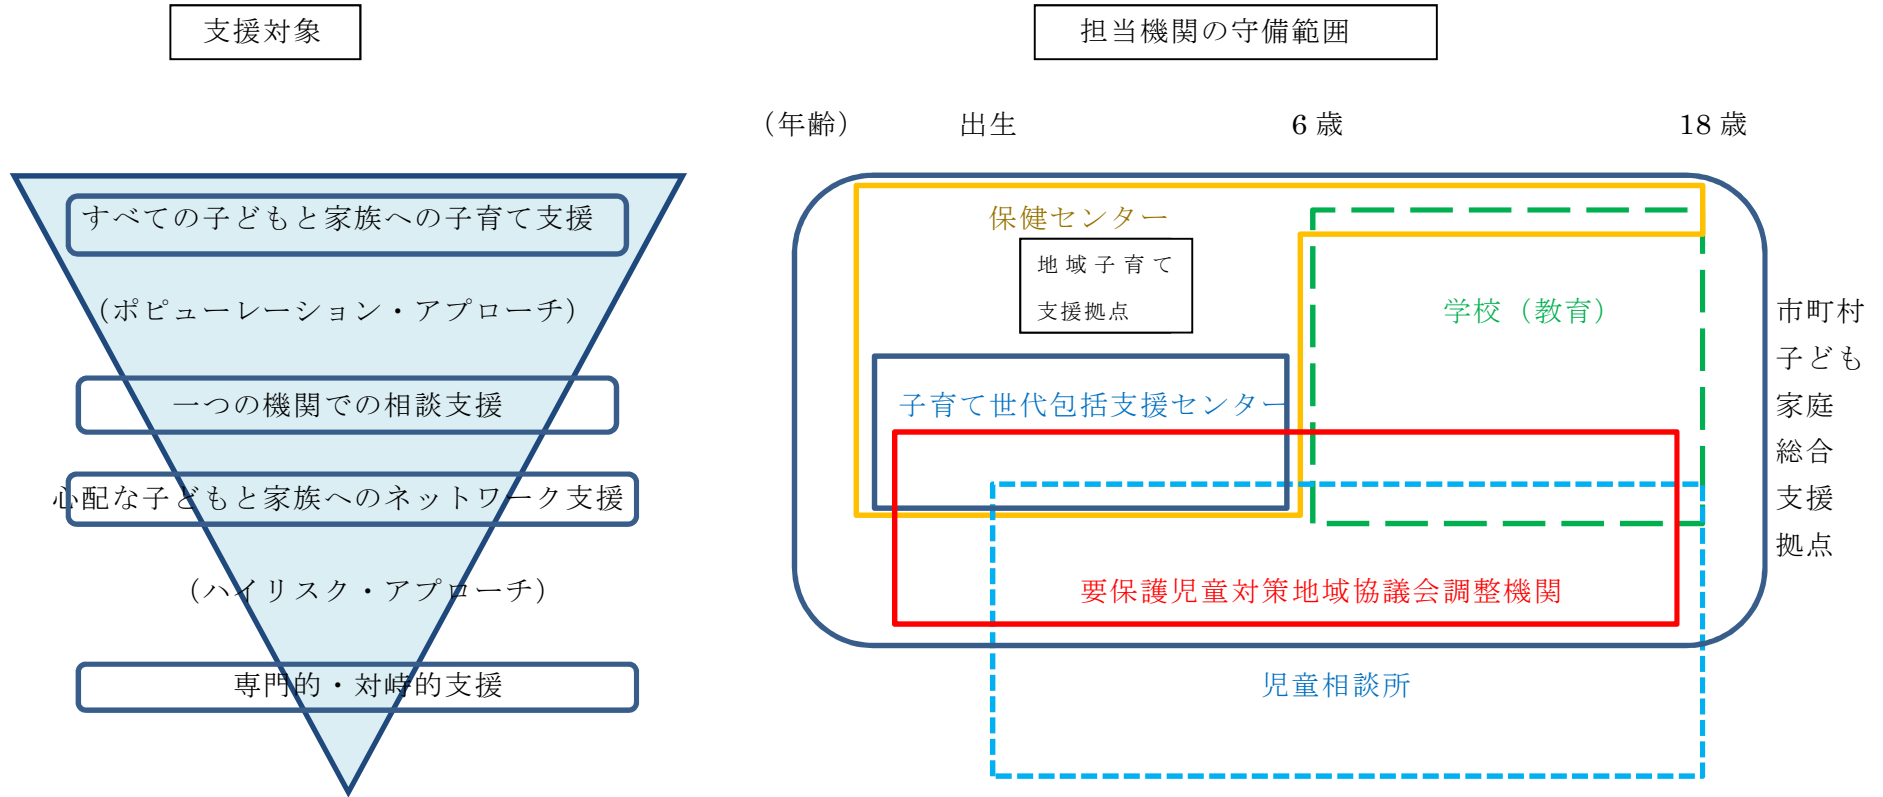 支援対象
担当機関の守備範囲
（年齢）
出生
6 歳
18 歳
すべての子どもと家族への子育て支援
（ポピューレーション・アプローチ）
一つの機関での相談支援
心配な子どもと家族へのネットワーク支援
（ハイリスク・アプローチ）
専門的・対峙的支援
保健センター
地域子育て
支援拠点
学校（教育）
子育て世代包括支援センター
要保護児童対策地域協議会調整機関
児童相談所
市町村
子ども
家庭
総合
支援
拠点